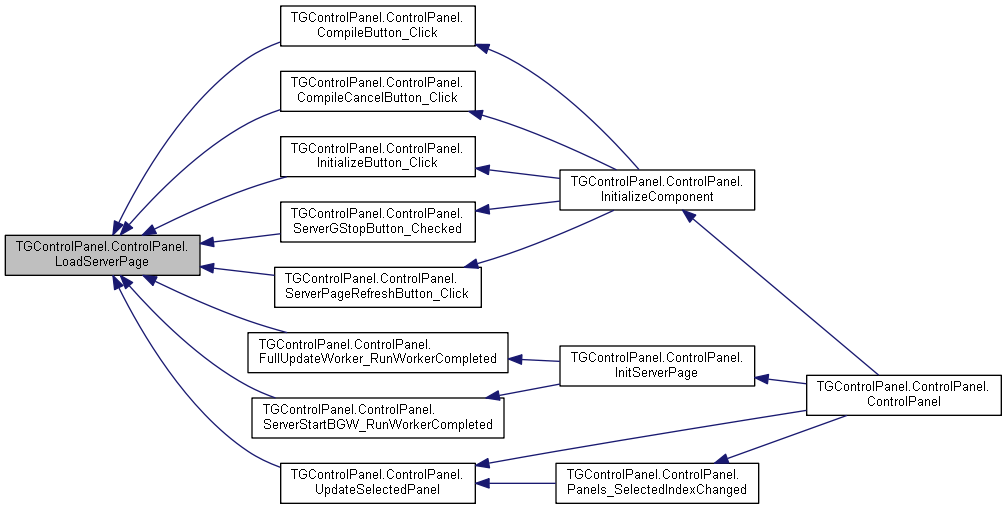 TGControlPanel.ControlPanel.
CompileButton_Click
TGControlPanel.ControlPanel.
CompileCancelButton_Click
TGControlPanel.ControlPanel.
InitializeButton_Click
TGControlPanel.ControlPanel.
InitializeComponent
TGControlPanel.ControlPanel.
ServerGStopButton_Checked
TGControlPanel.ControlPanel.
LoadServerPage
TGControlPanel.ControlPanel.
ServerPageRefreshButton_Click
TGControlPanel.ControlPanel.
FullUpdateWorker_RunWorkerCompleted
TGControlPanel.ControlPanel.
InitServerPage
TGControlPanel.ControlPanel.
ControlPanel
TGControlPanel.ControlPanel.
ServerStartBGW_RunWorkerCompleted
TGControlPanel.ControlPanel.
UpdateSelectedPanel
TGControlPanel.ControlPanel.
Panels_SelectedIndexChanged